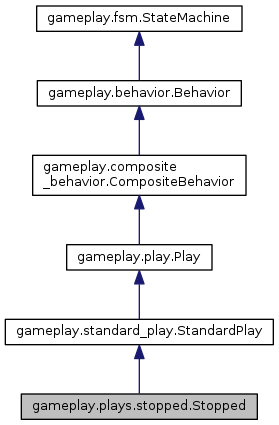 gameplay.fsm.StateMachine
gameplay.behavior.Behavior
gameplay.composite
_behavior.CompositeBehavior
gameplay.play.Play
gameplay.standard_play.StandardPlay
gameplay.plays.stopped.Stopped